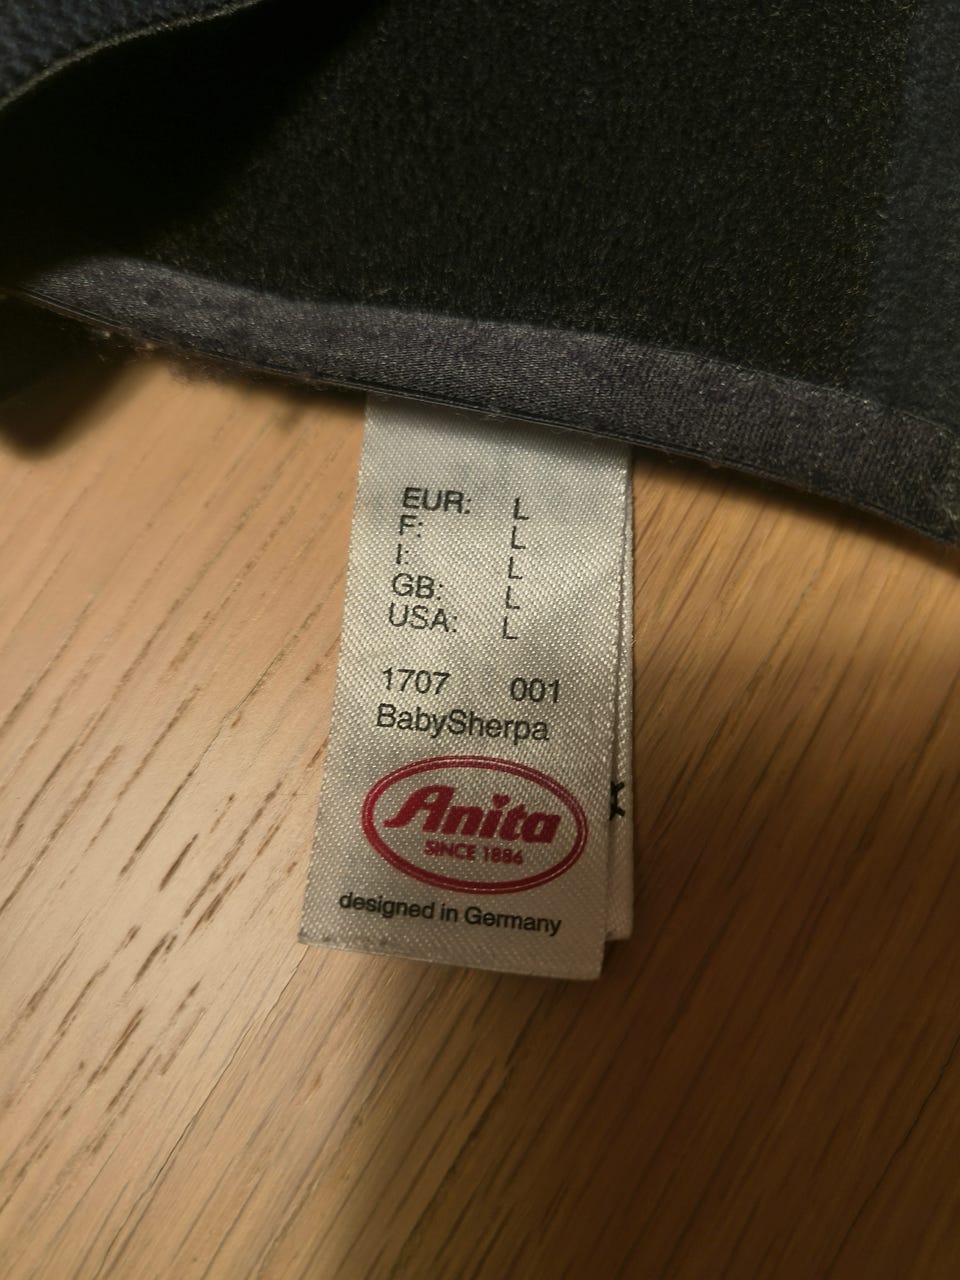 EUR: L
F: L
I: L
GB: L
USA: L
1707 001
BabySherpa
Anita
SINCE 1886
designed in Germany